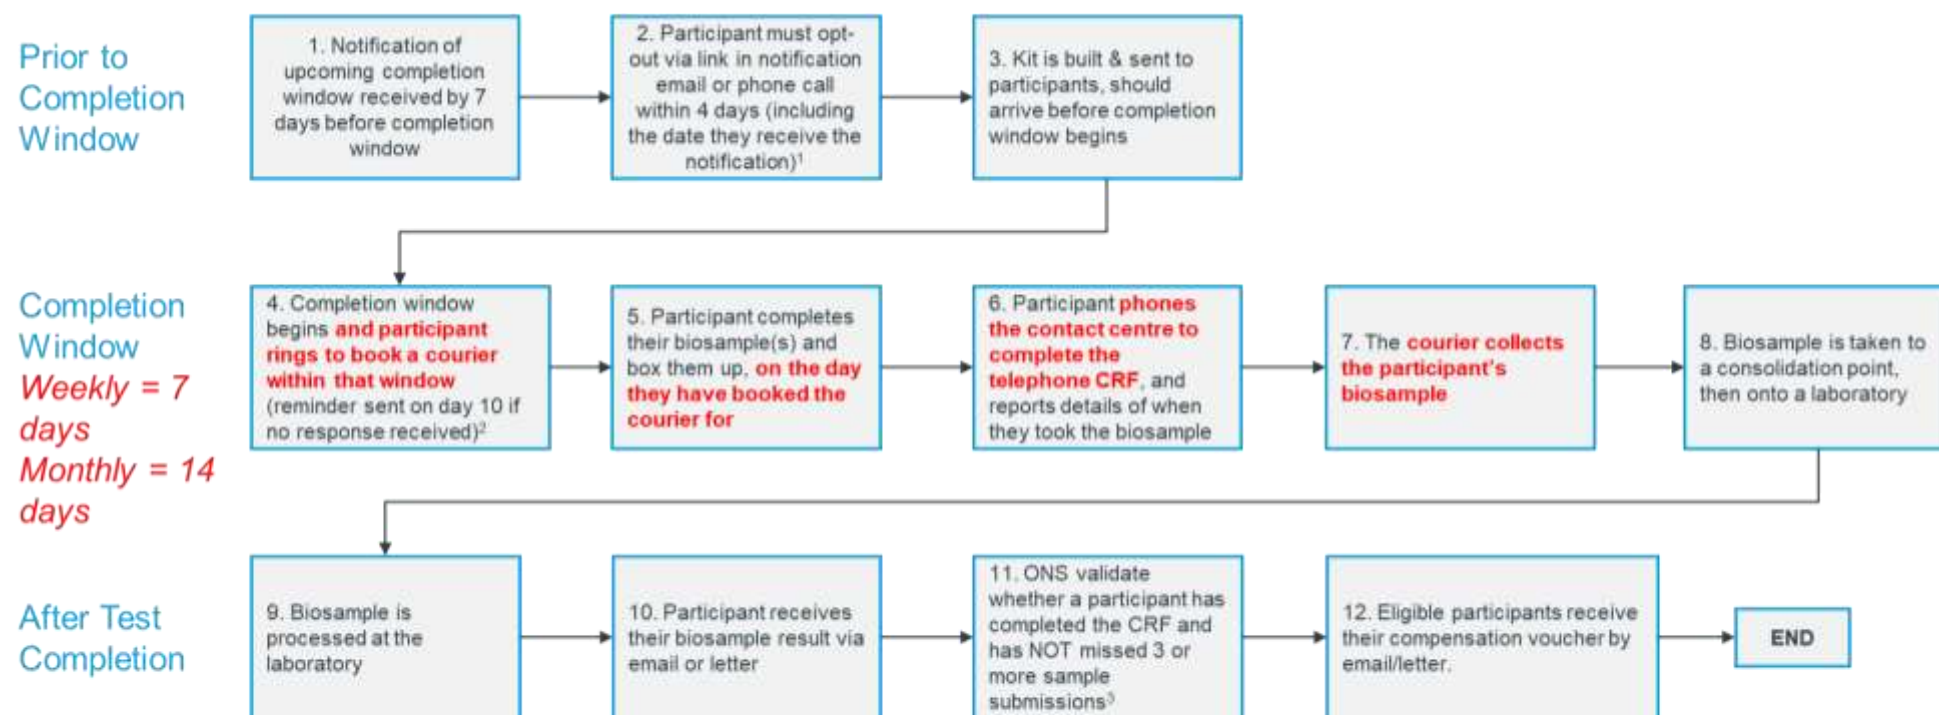 Prior to
Completion
Window
1. Notification of
upcoming completion
window received by 7
days before completion
window
2. Participant must opt-
out via link in notification
email or phone call
within 4 days (including
the date they receive the
notification)¹
3. Kit is built & sent to
participants, should
arrive before completion
window begins
Completion
Window
Weekly = 7
days
Monthly = 14
days
4. Completion window
begins and participant
rings to book a courier
within that window
(reminder sent on day 10 if
no response received)²
5. Participant completes
their biosample(s) and
box them up, on the day
they have booked the
courier for
6. Participant phones
the contact centre to
complete the
telephone CRF, and
reports details of when
they took the biosample
7. The courier collects
the participant's
biosample
8. Biosample is taken to
a consolidation point,
then onto a laboratory
After Test
Completion
9. Biosample is
processed at the
laboratory
10. Participant receives
their biosample result via
email or letter
11. ONS validate
whether a participant has
completed the CRF and
has NOT missed 3 or
more sample
submissions³
12. Eligible participants receive
their compensation voucher by
email/letter.
END